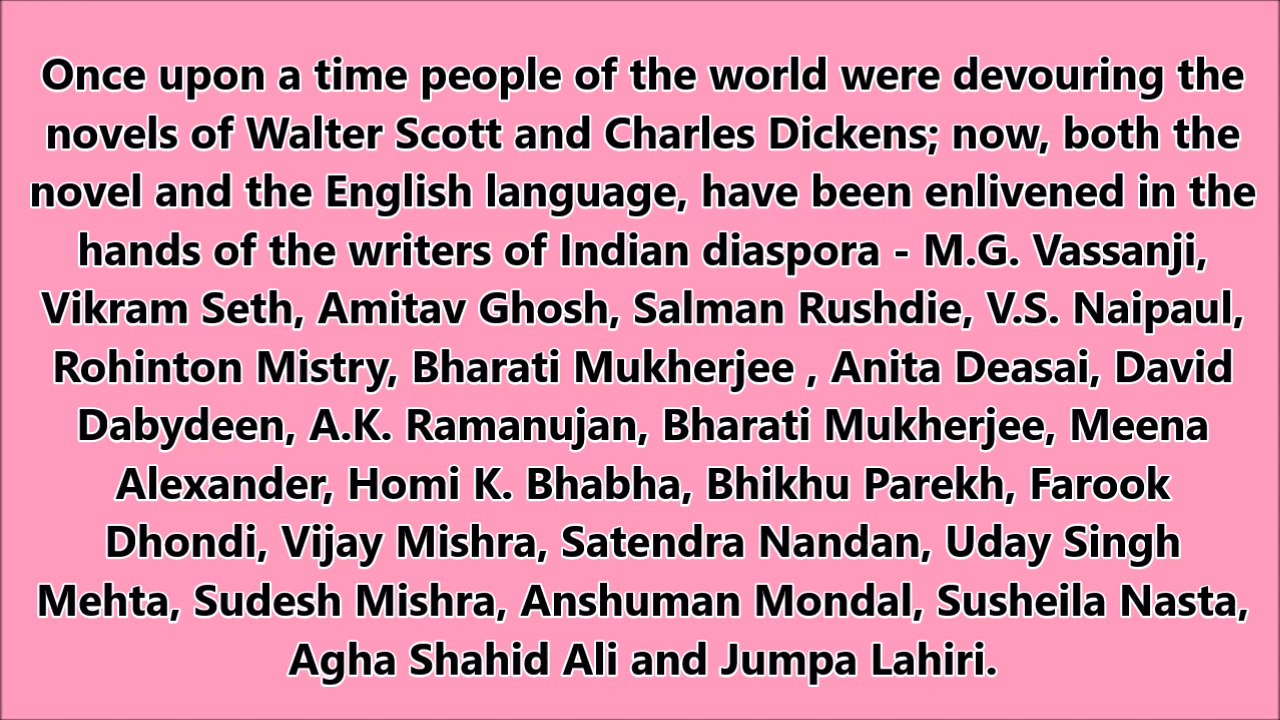 Once upon a time people of the world were devouring the
novels of Walter Scott and Charles Dickens; now, both the
novel and the English language, have been enlivened in the
hands of the writers of Indian diaspora - M.G. Vassanji,
Vikram Seth, Amitav Ghosh, Salman Rushdie, V.S. Naipaul,
Rohinton Mistry, Bharati Mukherjee , Anita Deasai, David
Dabydeen, A.K. Ramanujan, Bharati Mukherjee, Meena
Alexander, Homi K. Bhabha, Bhikhu Parekh, Farook
Dhondi, Vijay Mishra, Satendra Nandan, Uday Singh
Mehta, Sudesh Mishra, Anshuman Mondal, Susheila Nasta,
Agha Shahid Ali and Jumpa Lahiri.